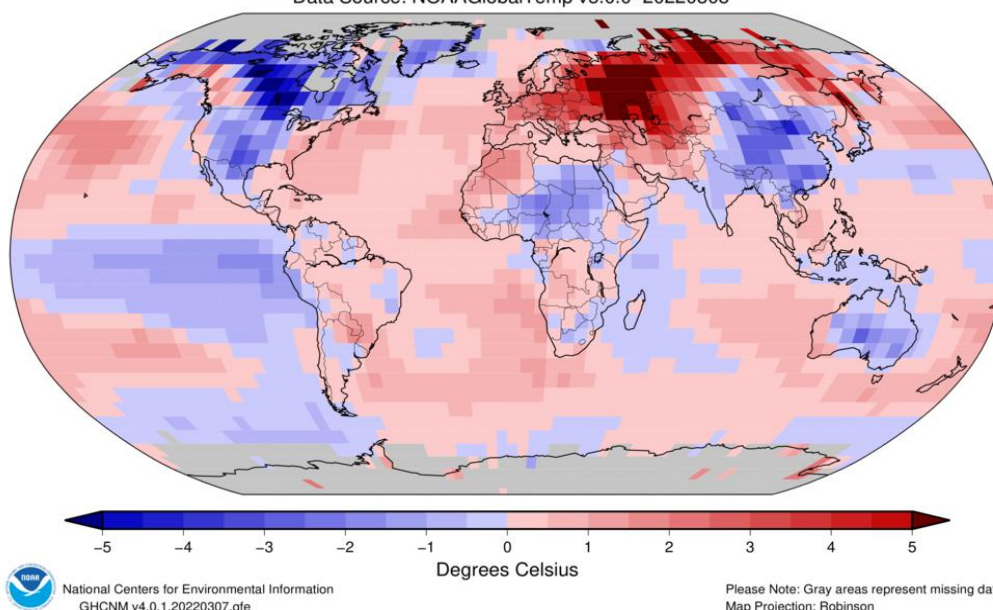 Data Source: NOAAGlobalTemp v5.0.0–20220308
−5 −4 −3 −2 −1 0 1 2 3 4 5
Degrees Celsius
NOAA
National Centers for Environmental Information
GHCNM v4.0.1.20220307.qfe
Please Note: Gray areas represent missing da
Map Projection: Robinson